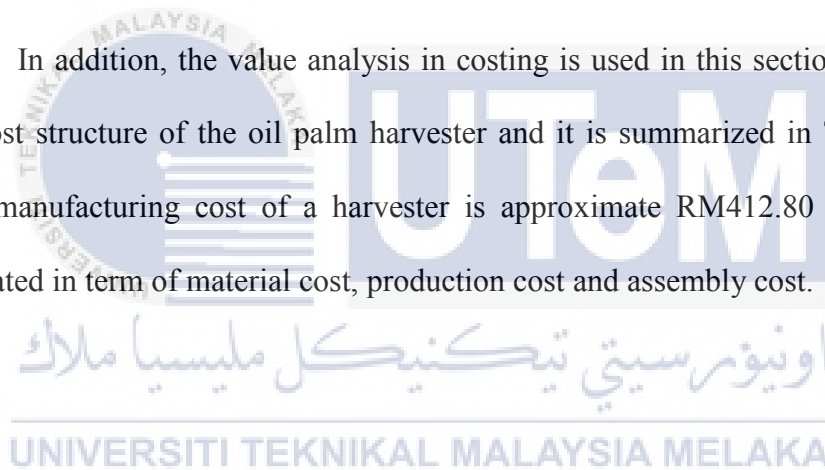 In addition, the value analysis in costing is used in this sectio
ost structure of the oil palm harvester and it is summarized in
manufacturing cost of a harvester is approximate RM412.80
ated in term of material cost, production cost and assembly cost.
UTeM
اونيۏرسيتي تيكنيكل مليسيا ملاك
UNIVERSITI TEKNIKAL MALAYSIA MELAKA